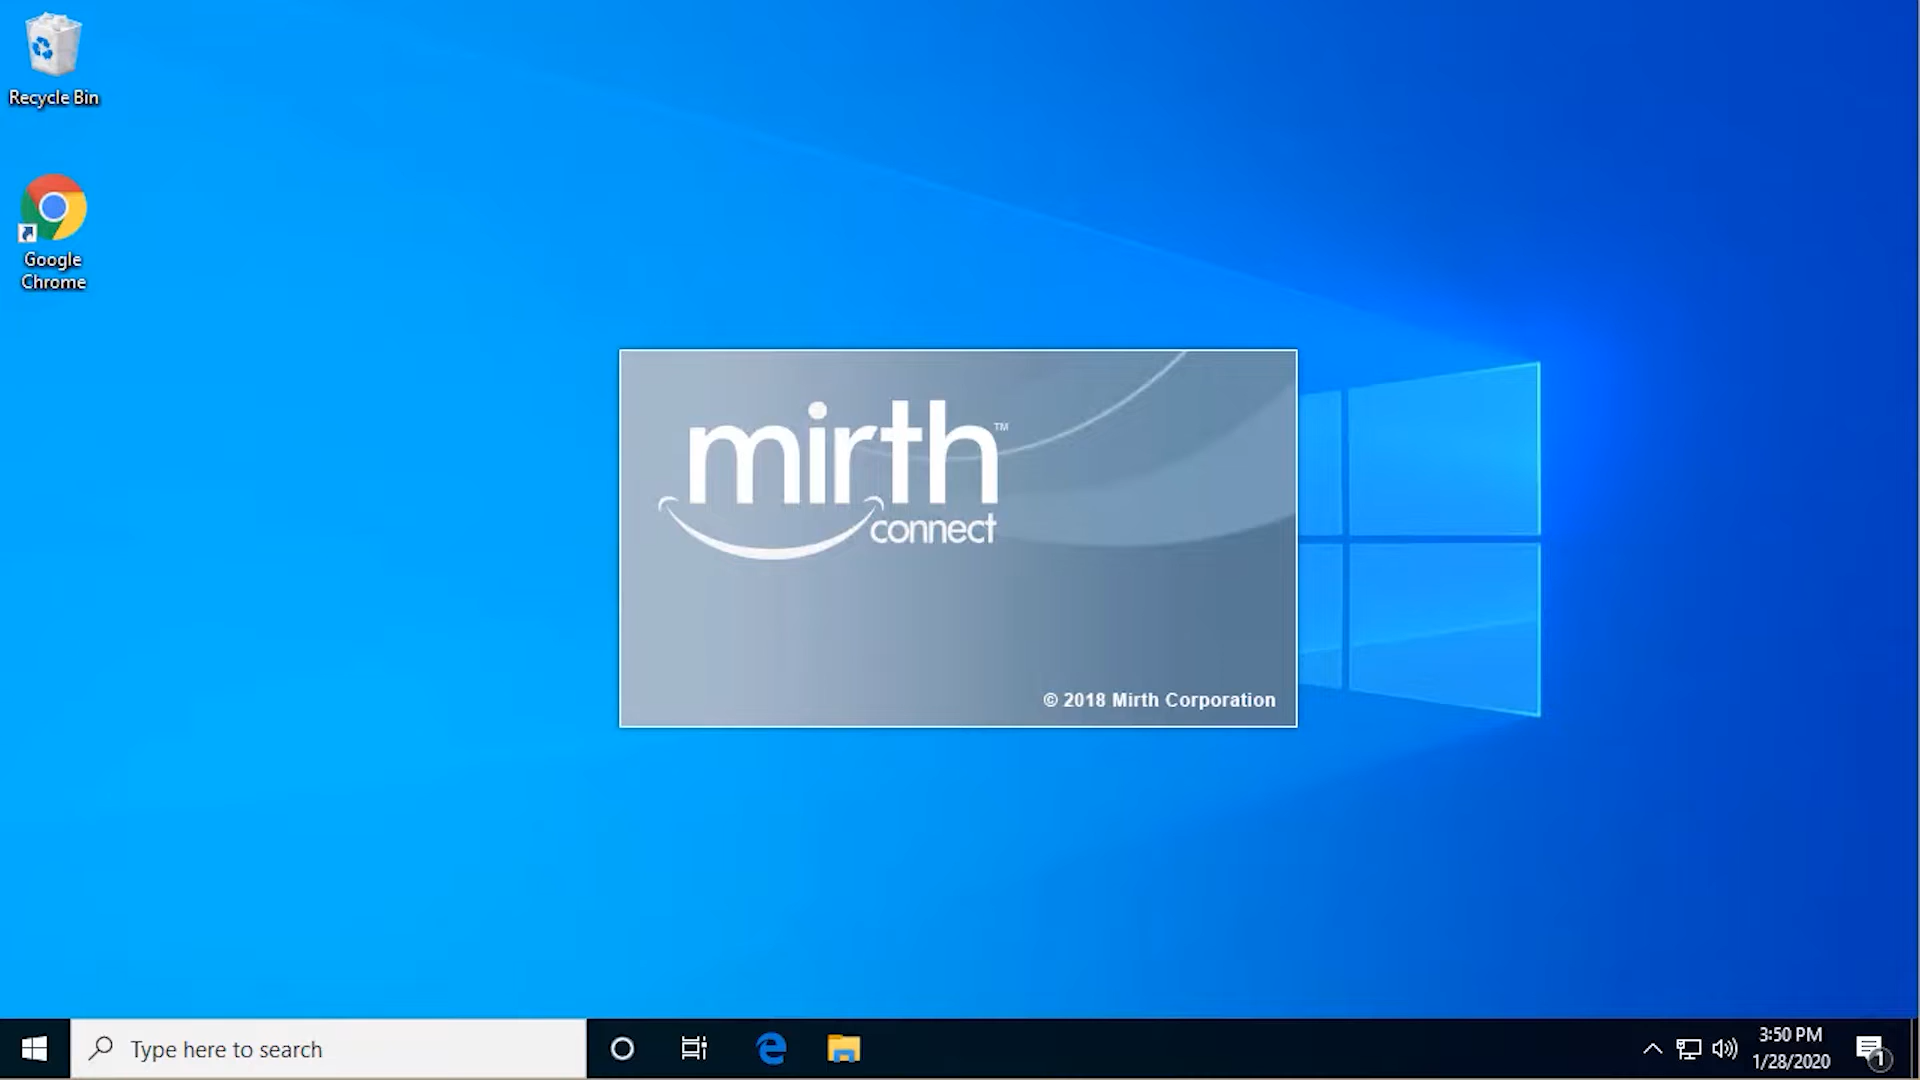 Recycle Bin
Google
Chrome
mirth™
connect
© 2018 Mirth Corporation
Type here to search
3:50 PM
1/28/2020
1